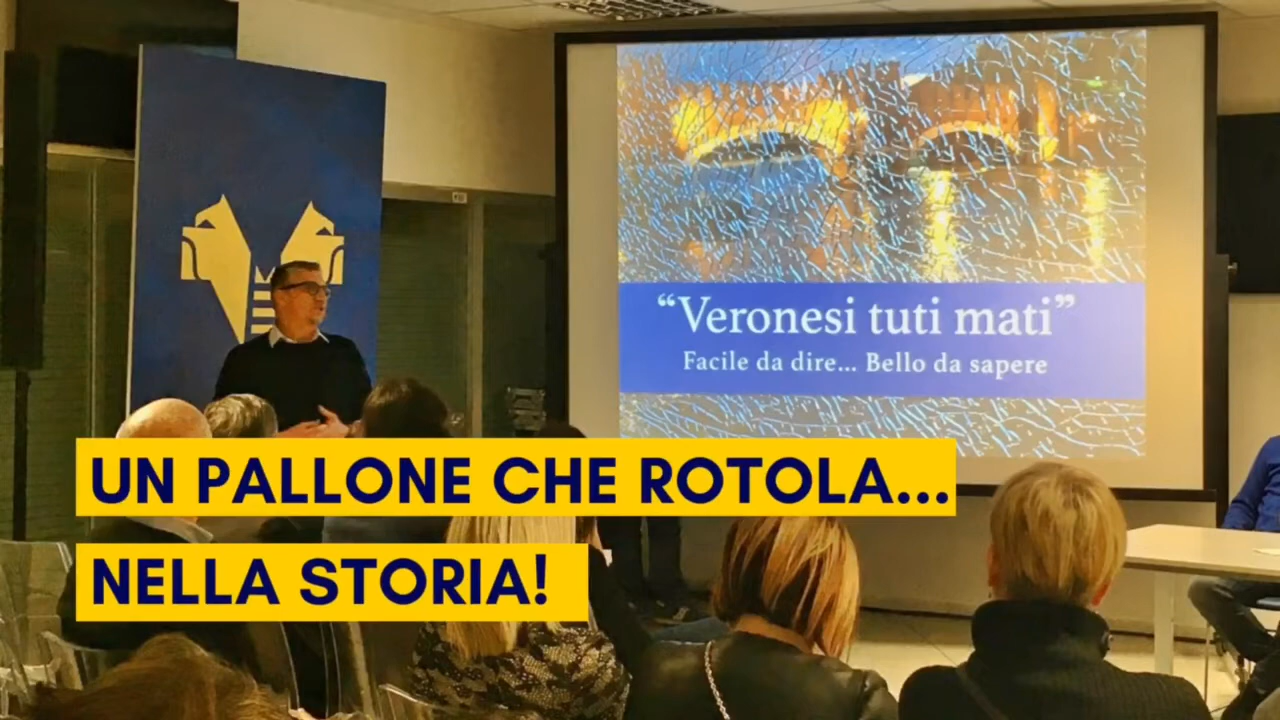 “Veronesi tuti mati”
Facile da dire... Bello da sapere
UN PALLONE CHE ROTOLA...
NELLA STORIA!